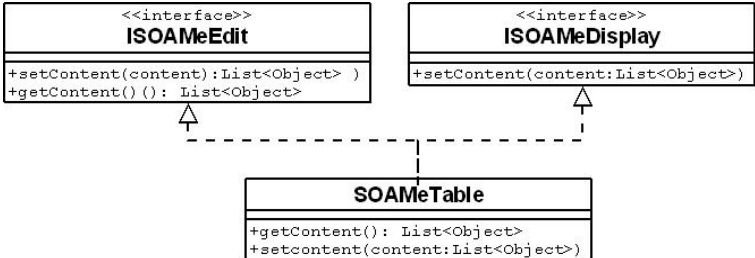 <<interface>>
ISOAMeEdit
+setContent(content):List<Object> )
+getContent()(): List<Object>
<<interface>>
ISOAMeDisplay
+setContent(content:List<Object>)
SOAMeTable
+getContent(): List<Object>
+setcontent(content:List<Object>)